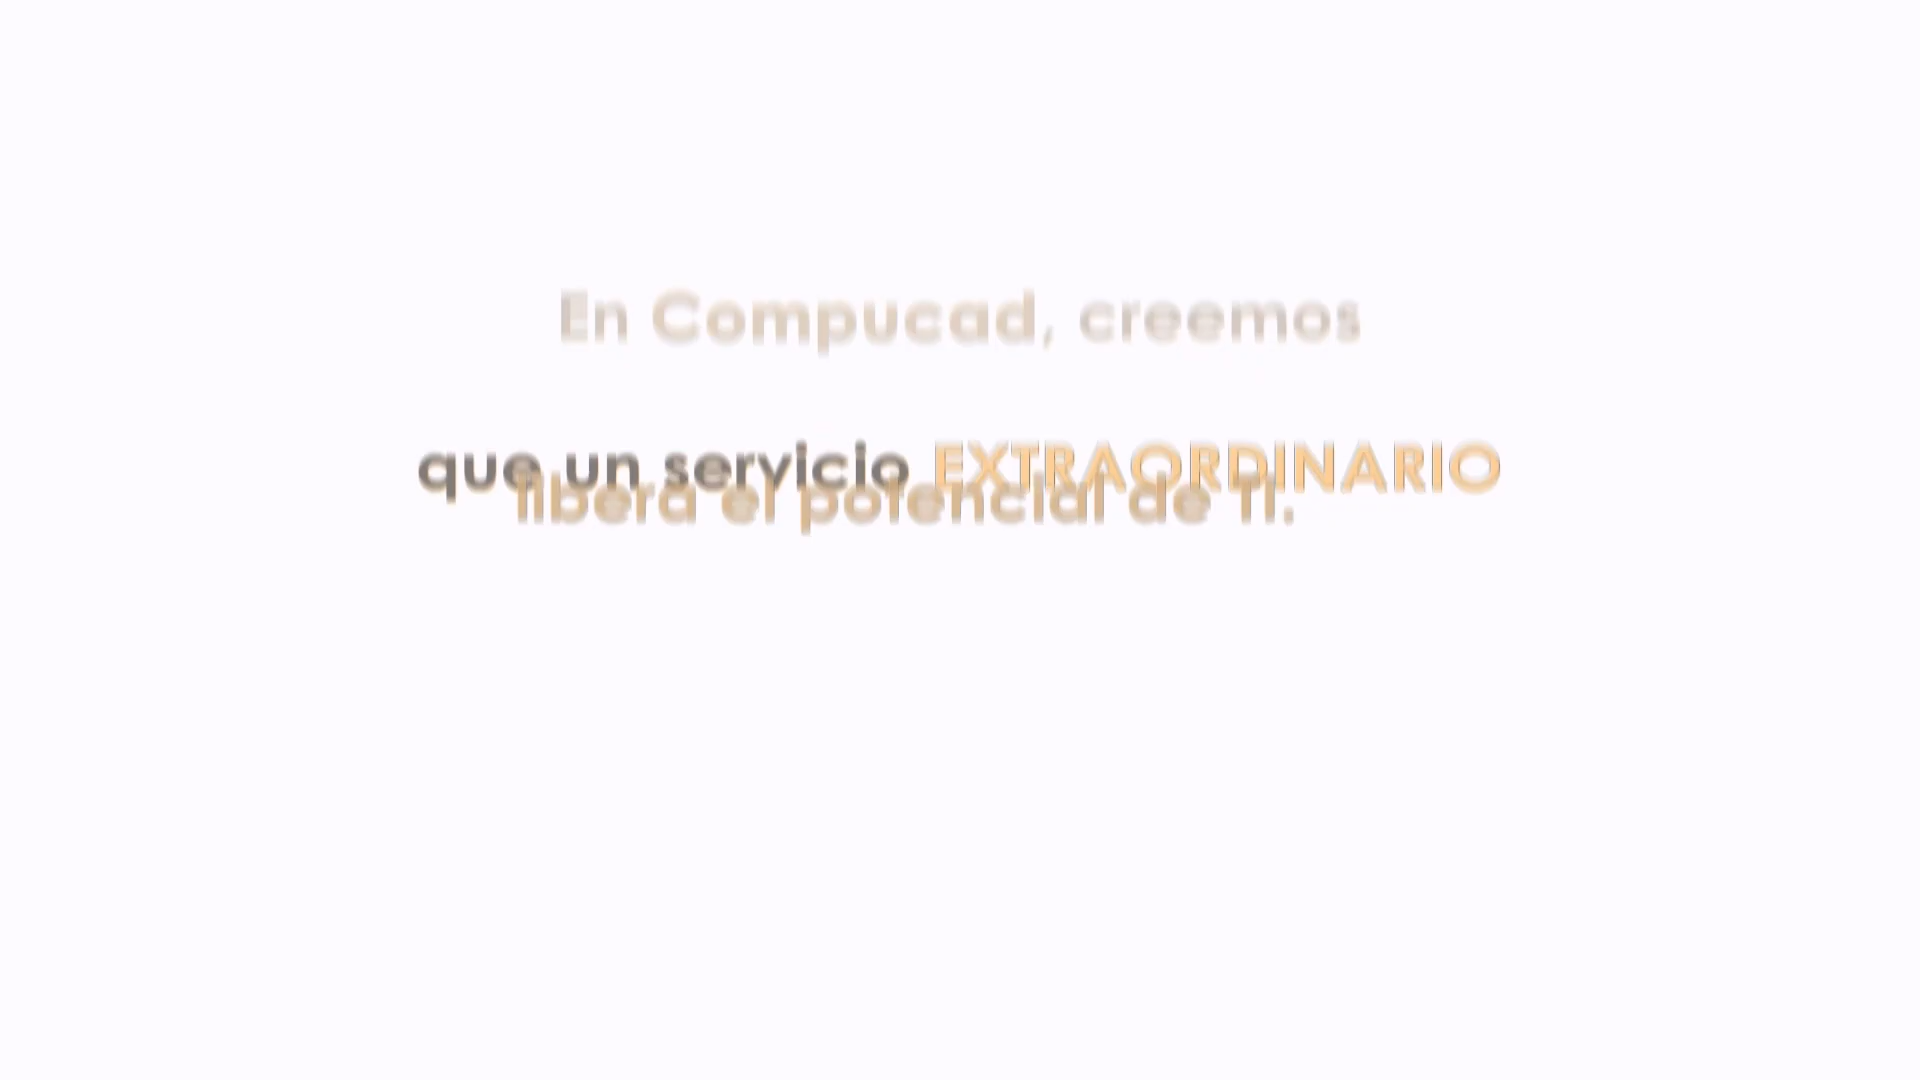 En Compucad, creemos
que un servicio EXTRAORDINARIO
libera el potencial de TI.